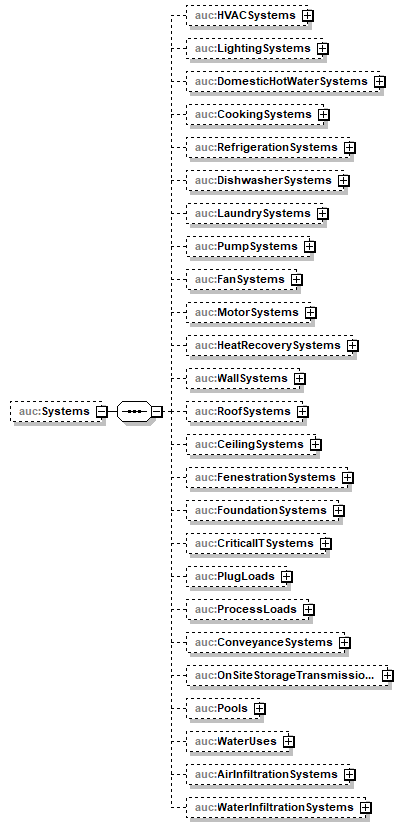 auc:HVACSystems
auc:LightingSystems
auc:DomesticHotWaterSystems
auc:CookingSystems
auc:RefrigerationSystems
auc:DishwasherSystems
auc:LaundrySystems
auc:PumpSystems
auc:FanSystems
auc:MotorSystems
auc:HeatRecoverySystems
auc:WallSystems
auc:Systems
auc:RoofSystems
auc:CeilingSystems
auc:FenestrationSystems
auc:FoundationSystems
auc:CriticalITSystems
auc:PlugLoads
auc:ProcessLoads
auc:ConveyanceSystems
auc:OnSiteStorageTransmissio...
auc:Pools
auc:WaterUses
auc:AirInfiltrationSystems
auc:WaterInfiltrationSystems